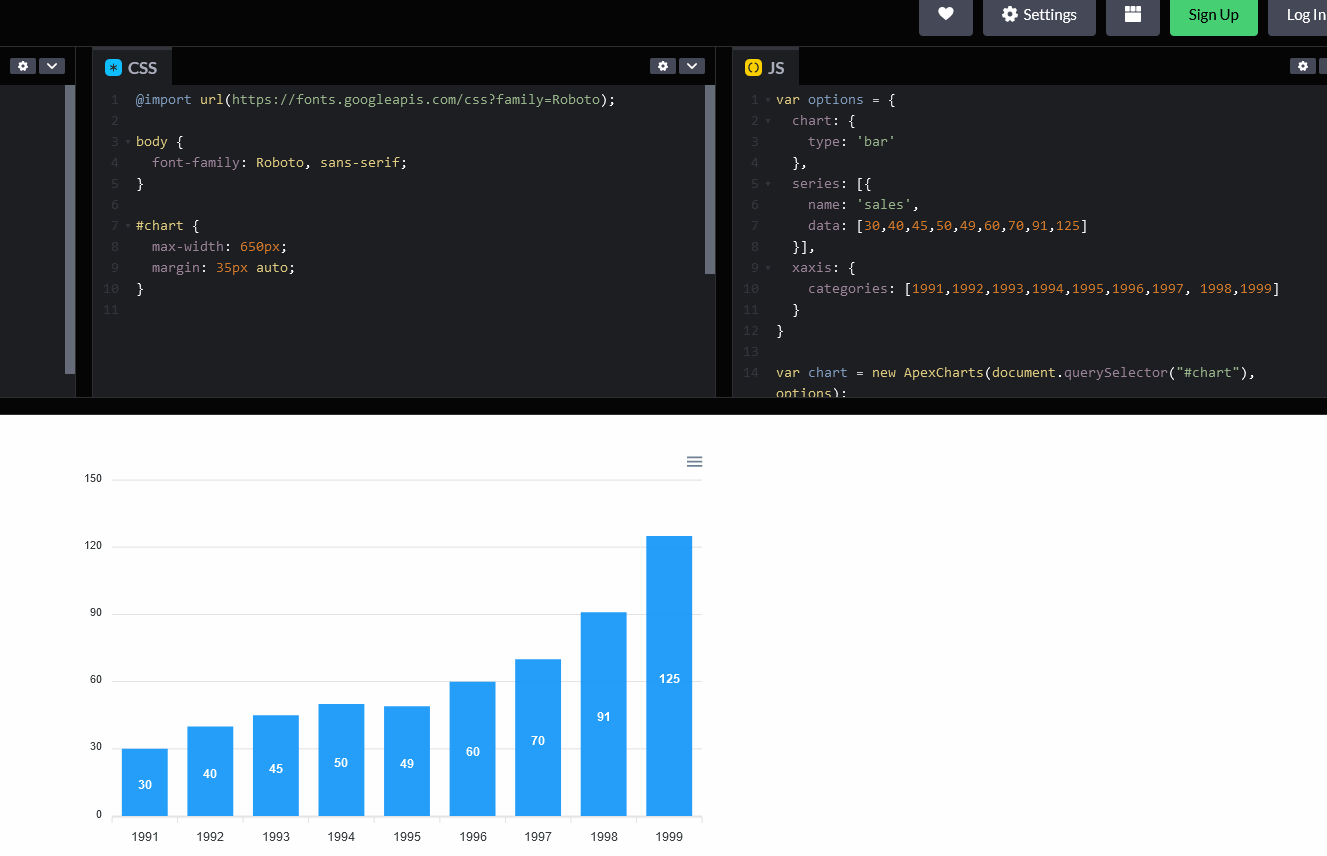 Settings
Sign Up
Log In
CSS
1 @import url(https://fonts.googleapis.com/css?family=Roboto);
2
3 body {
4 font-family: Roboto, sans-serif;
5 }
6
7 #chart {
8 max-width: 650px;
9 margin: 35px auto;
10 }
11
JS
1 var options = {
2 chart: {
3 type: 'bar'
4 },
5 series: [{
6 name: 'sales',
7 data: [30,40,45,50,49,60,70,91,125]
8 }],
9 xaxis: {
10 categories: [1991,1992,1993,1994,1995,1996,1997, 1998,1999]
11 }
12 }
13
14 var chart = new ApexCharts(document.querySelector("#chart"),
options);
150
120
90
60
30
0
30
40
45
50
49
60
70
91
125
1991 1992 1993 1994 1995 1996 1997 1998 1999